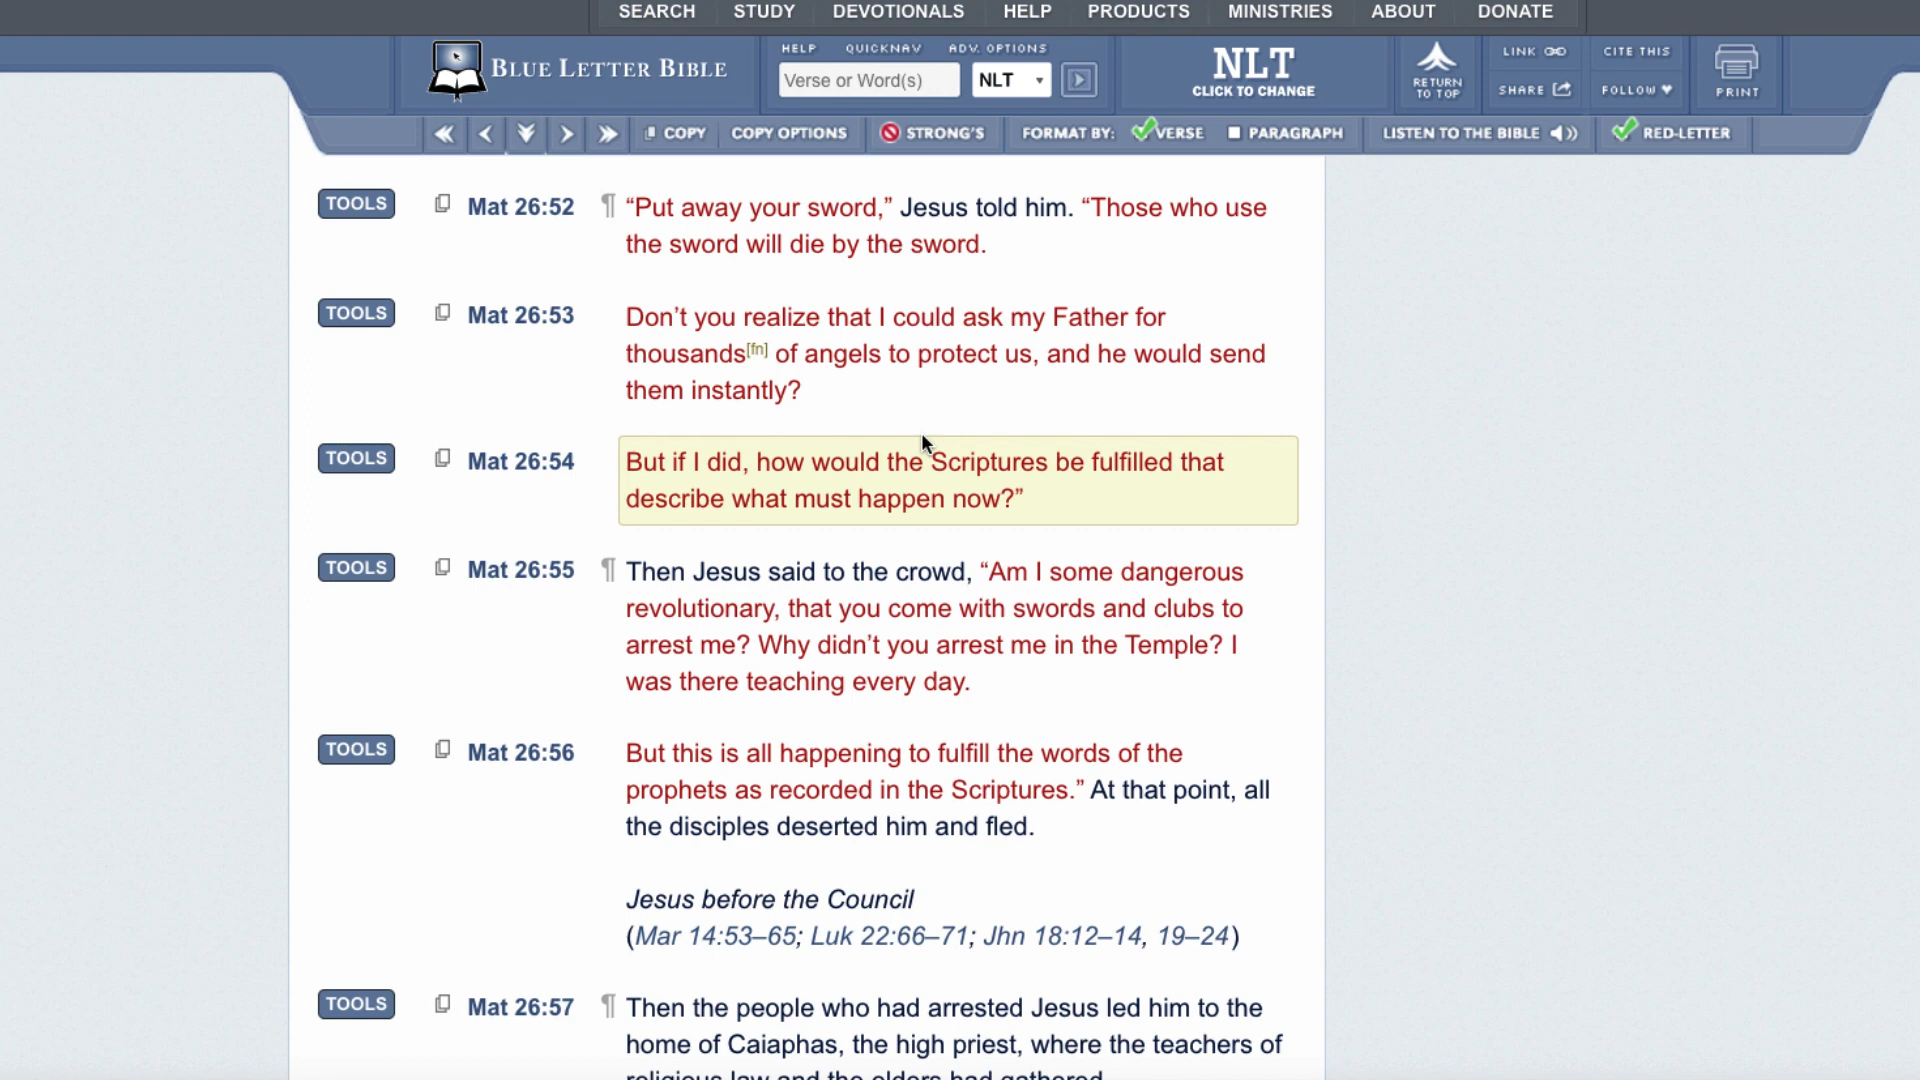 SEARCH STUDY DEVOTIONALS HELP PRODUCTS MINISTRIES ABOUT DONATE
BLUE LETTER BIBLE
HELP QUICKNAV ADV. OPTIONS
Verse or Word(s) NLT
NLT
CLICK TO CHANGE
RETURN
TO TOP
LINK
CITE THIS
SHARE
FOLLOW
PRINT
COPY COPY OPTIONS STRONG'S FORMAT BY: VERSE PARAGRAPH LISTEN TO THE BIBLE RED-LETTER
TOOLS Mat 26:52 ¶ “Put away your sword,” Jesus told him. “Those who use
the sword will die by the sword.
TOOLS Mat 26:53 Don’t you realize that I could ask my Father for
thousands[fn] of angels to protect us, and he would send
them instantly?
TOOLS Mat 26:54 But if I did, how would the Scriptures be fulfilled that
describe what must happen now?”
TOOLS Mat 26:55 ¶ Then Jesus said to the crowd, “Am I some dangerous
revolutionary, that you come with swords and clubs to
arrest me? Why didn’t you arrest me in the Temple? I
was there teaching every day.
TOOLS Mat 26:56 But this is all happening to fulfill the words of the
prophets as recorded in the Scriptures.” At that point, all
the disciples deserted him and fled.
Jesus before the Council
(Mar 14:53–65; Luk 22:66–71; Jhn 18:12–14, 19–24)
TOOLS Mat 26:57 ¶ Then the people who had arrested Jesus led him to the
home of Caiaphas, the high priest, where the teachers of
religious law and the elders had gathered.